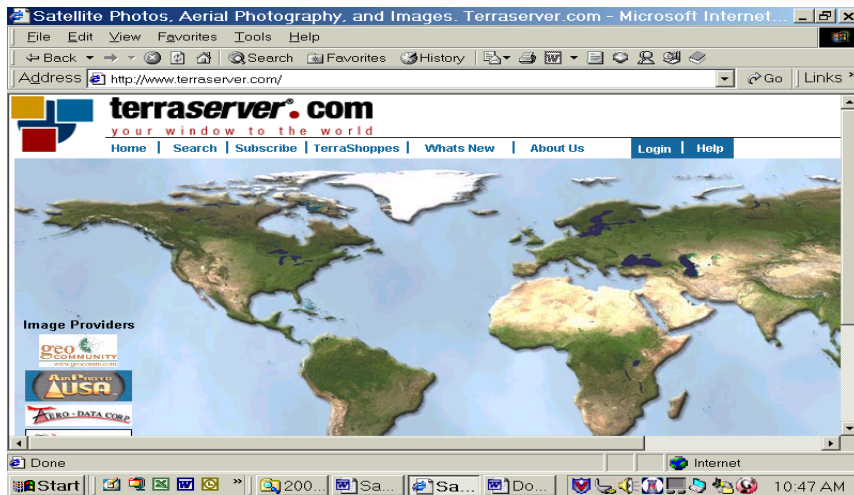 Satellite Photos, Aerial Photography, and Images. Terraserver.com - Microsoft Internet...
File Edit View Favorites Tools Help
Back Search Favorites History
Address http://www.terraserver.com/ Go Links »
terraserver.com
your window to the world
Home | Search | Subscribe | TerraShoppes | Whats New | About Us Login | Help
Image Providers
geo COMMUNITY
www.geocomm.com
AIRPHOTO USA
AERO-DATA CORP.
Done Internet
Start » 200... Sa... Sa... Do... 10:47 AM